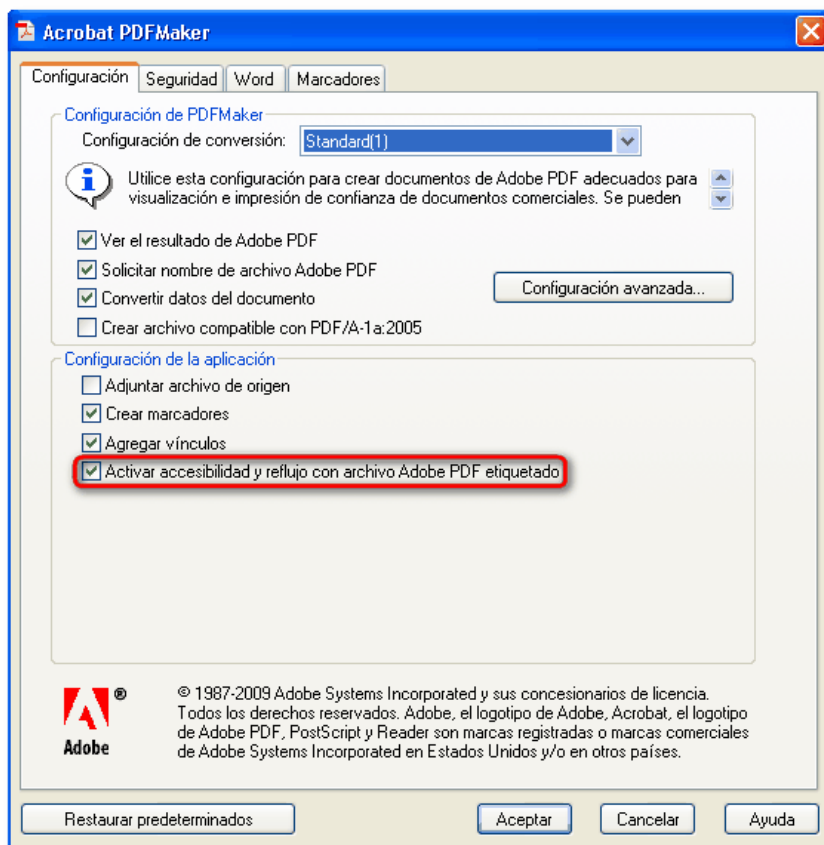 Acrobat PDFMaker
Configuración Seguridad Word Marcadores
Configuración de PDFMaker
Configuración de conversión: Standard(1)
Utilice esta configuración para crear documentos de Adobe PDF adecuados para
visualización e impresión de confianza de documentos comerciales. Se pueden
Ver el resultado de Adobe PDF
Solicitar nombre de archivo Adobe PDF
Convertir datos del documento
Configuración avanzada...
Crear archivo compatible con PDF/A-1a:2005
Configuración de la aplicación
Adjuntar archivo de origen
Crear marcadores
Agregar vínculos
Activar accesibilidad y reflujo con archivo Adobe PDF etiquetado
Adobe
®
© 1987-2009 Adobe Systems Incorporated y sus concesionarios de licencia.
Todos los derechos reservados. Adobe, el logotipo de Adobe, Acrobat, el logotipo
de Adobe PDF, PostScript y Reader son marcas registradas o marcas comerciales
de Adobe Systems Incorporated en Estados Unidos y/o en otros países.
Restaurar predeterminados Aceptar Cancelar Ayuda